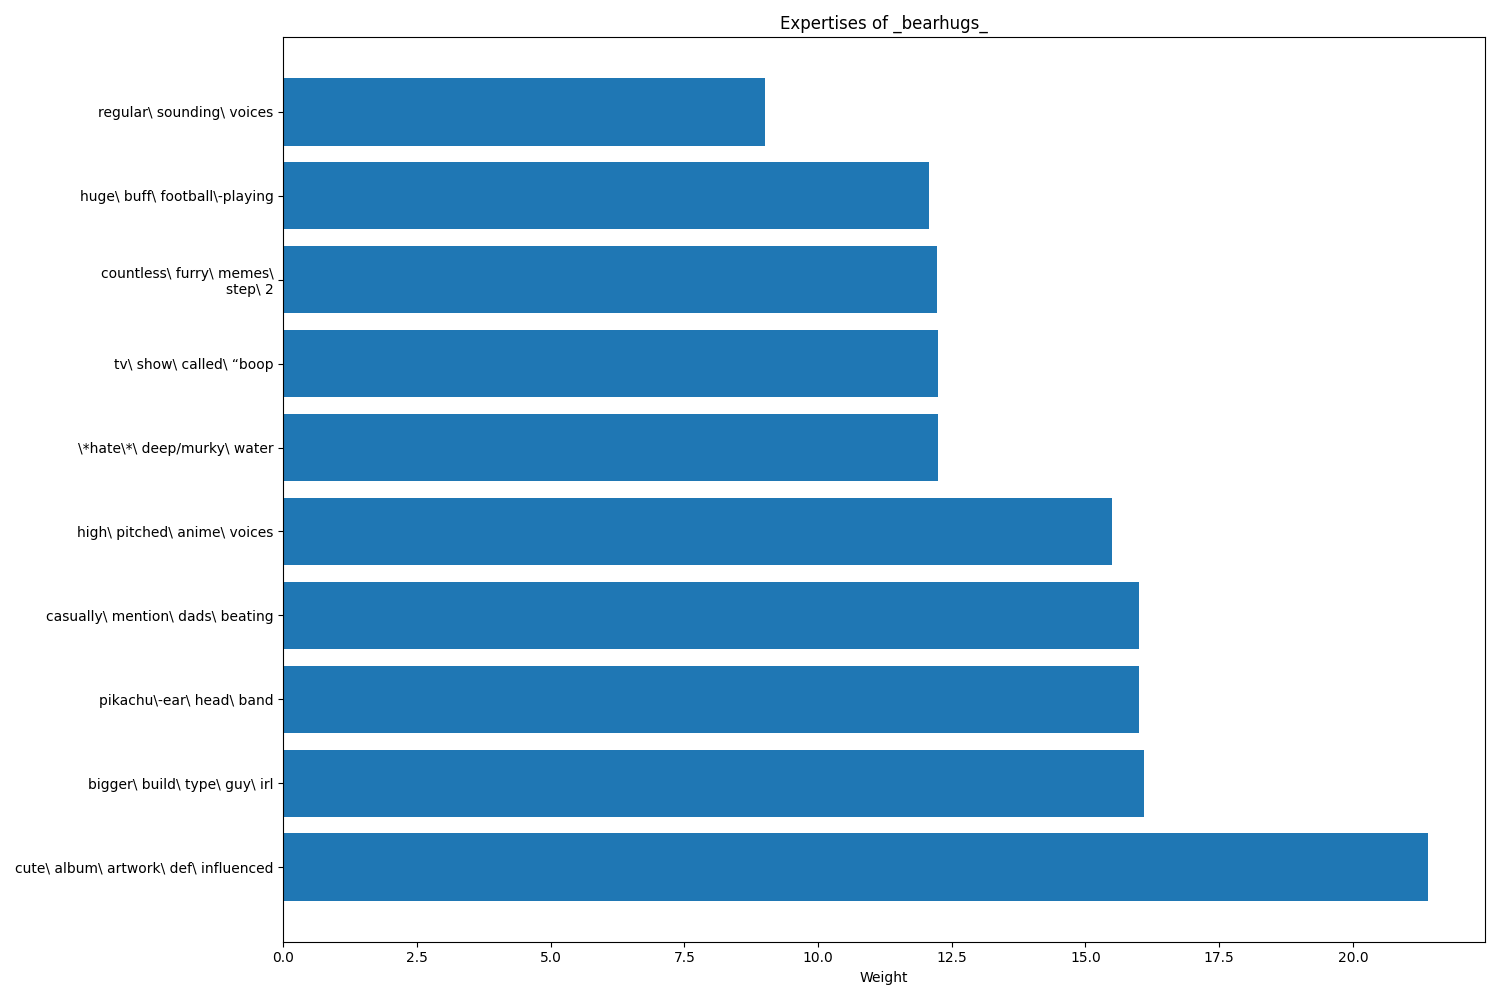 Expertises of _bearhugs_
regular\ sounding\ voices
huge\ buff\ football\-playing
countless\ furry\ memes\
step\ 2
tv\ show\ called\ “boop
\*hate\*\ deep/murky\ water
high\ pitched\ anime\ voices
casually\ mention\ dads\ beating
pikachu\-ear\ head\ band
bigger\ build\ type\ guy\ irl
cute\ album\ artwork\ def\ influenced
0.0 2.5 5.0 7.5 10.0 12.5 15.0 17.5 20.0
Weight